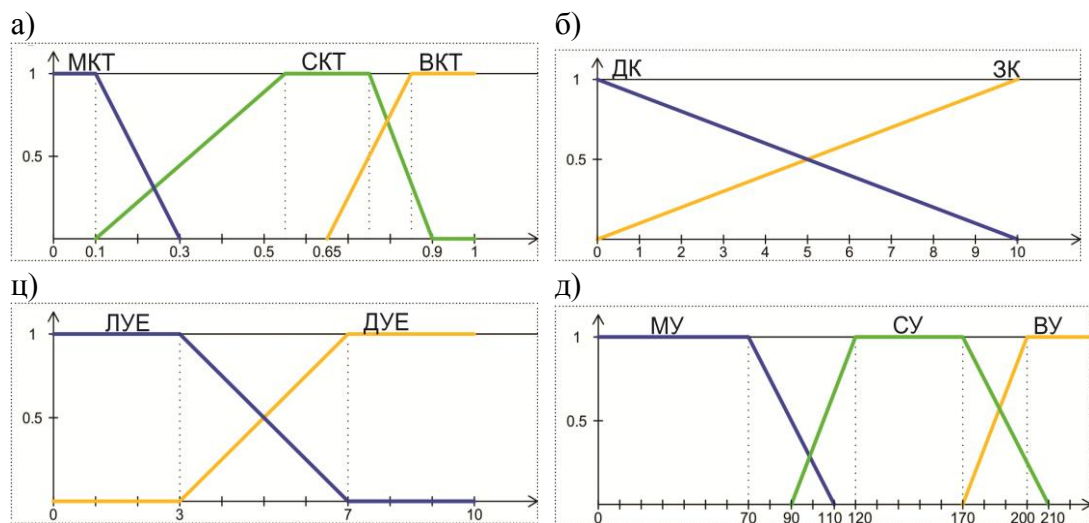 а)
МКТ СКТ ВКТ
1
0.5
0 0.1 0.3 0.5 0.65 0.9 1
б)
ДК ЗК
1
0.5
0 1 2 3 4 5 6 7 8 9 10
ц)
ЛУЕ ДУЕ
1
0.5
0 3 7 10
д)
МУ СУ ВУ
1
0.5
0 70 90 110 120 170 200 210